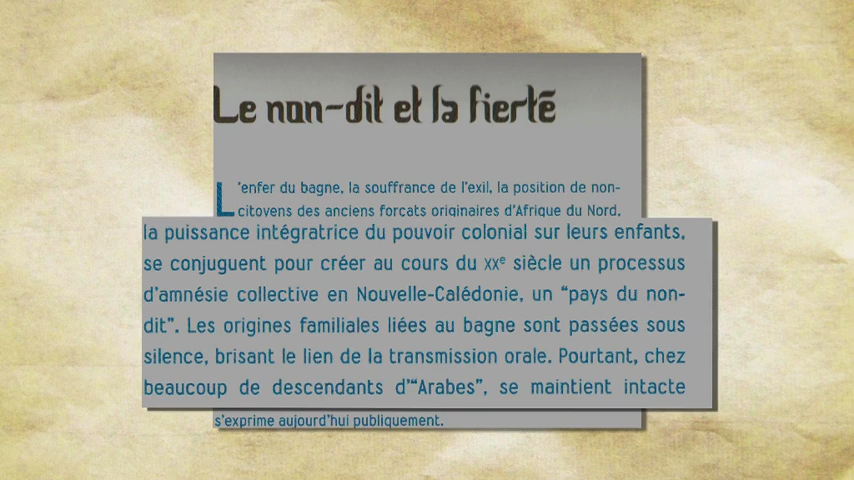 Le non-dit et la fierté
L'enfer du bagne, la souffrance de l'exil, la position de non-
citoyens des anciens forçats originaires d'Afrique du Nord,
la puissance intégratrice du pouvoir colonial sur leurs enfants,
se conjuguent pour créer au cours du XXe siècle un processus
d'amnésie collective en Nouvelle-Calédonie, un “pays du non-
dit”. Les origines familiales liées au bagne sont passées sous
silence, brisant le lien de la transmission orale. Pourtant, chez
beaucoup de descendants d'“Arabes”, se maintient intacte
s'exprime aujourd'hui publiquement.